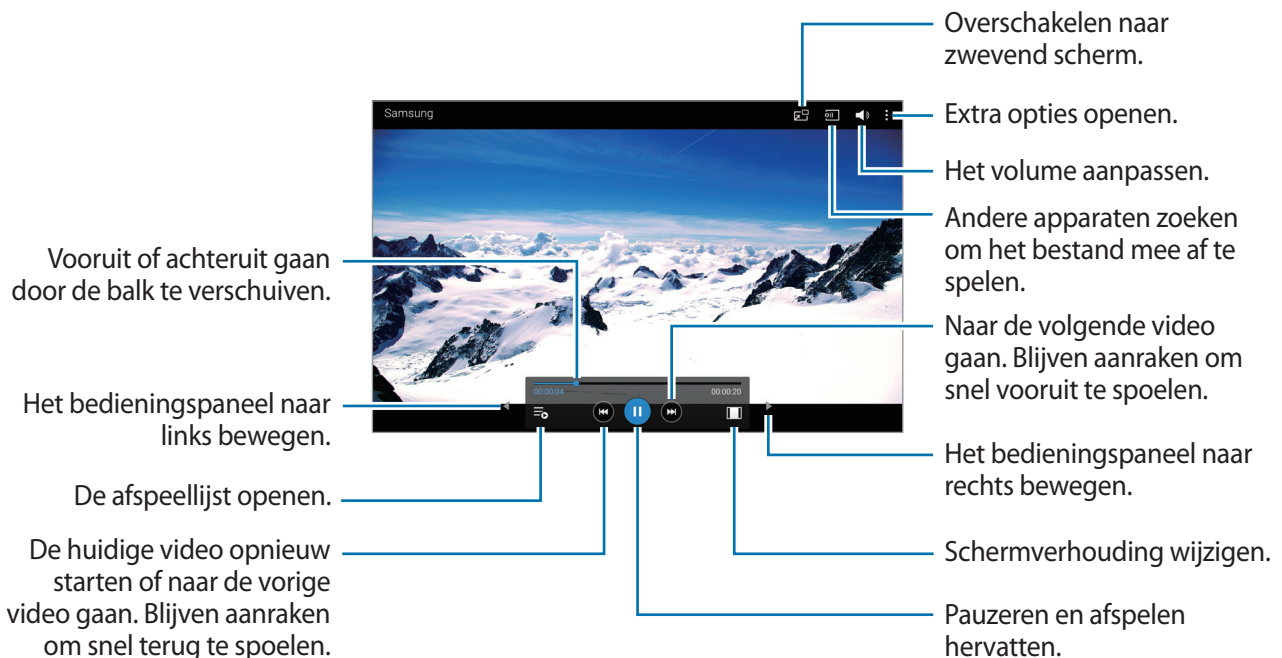 Overschakelen naar
zwevend scherm.
Samsung
Extra opties openen.
Het volume aanpassen.
Andere apparaten zoeken
om het bestand mee af te
spelen.
Vooruit of achteruit gaan
door de balk te verschuiven.
Naar de volgende video
gaan. Blijven aanraken om
snel vooruit te spoelen.
00:00:04
00:00:20
Het bedieningspaneel naar
links bewegen.
Het bedieningspaneel naar
rechts bewegen.
De afspeellijst openen.
De huidige video opnieuw
starten of naar de vorige
video gaan. Blijven aanraken
om snel terug te spoelen.
Schermverhouding wijzigen.
Pauzeren en afspelen
hervatten.